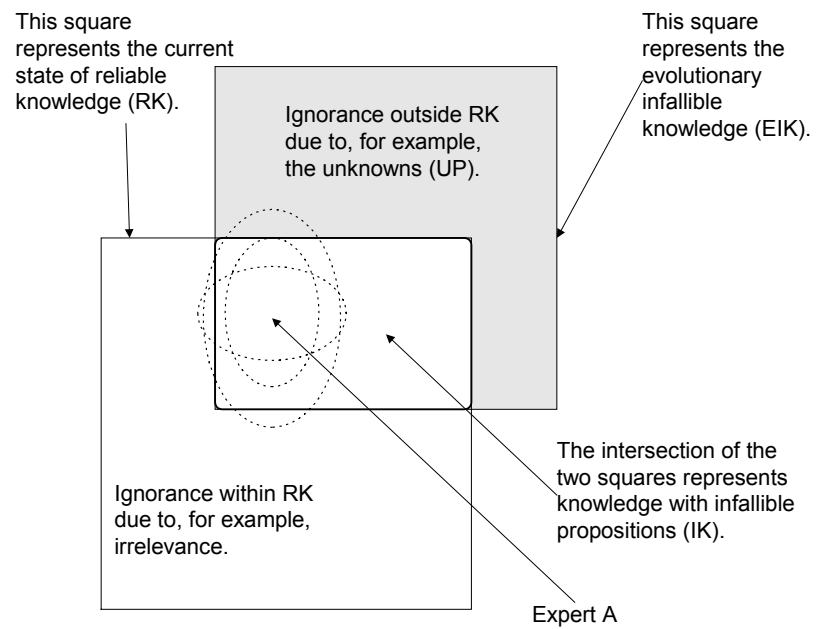 This square
represents the current
state of reliable
knowledge (RK).
This square
represents the
evolutionary
infallible
knowledge (EIK).
Ignorance outside RK
due to, for example,
the unknowns (UP).
Ignorance within RK
due to, for example,
irrelevance.
The intersection of the
two squares represents
knowledge with infallible
propositions (IK).
Expert A